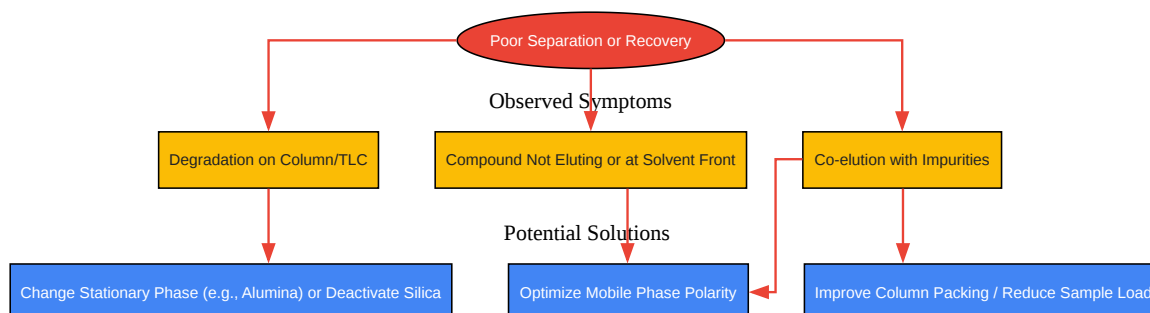 Poor Separation or Recovery
Observed Symptoms
Degradation on Column/TLC
Compound Not Eluting or at Solvent Front
Co-elution with Impurities
Potential Solutions
Change Stationary Phase (e.g., Alumina) or Deactivate Silica
Optimize Mobile Phase Polarity
Improve Column Packing / Reduce Sample Load